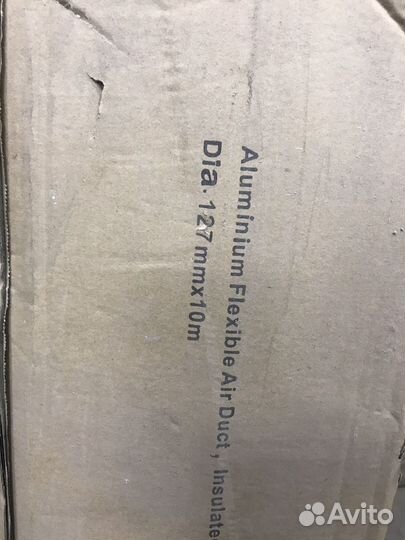 Aluminium Flexible Air Duct, Insulate
Dia. 127mmx10m
Avito